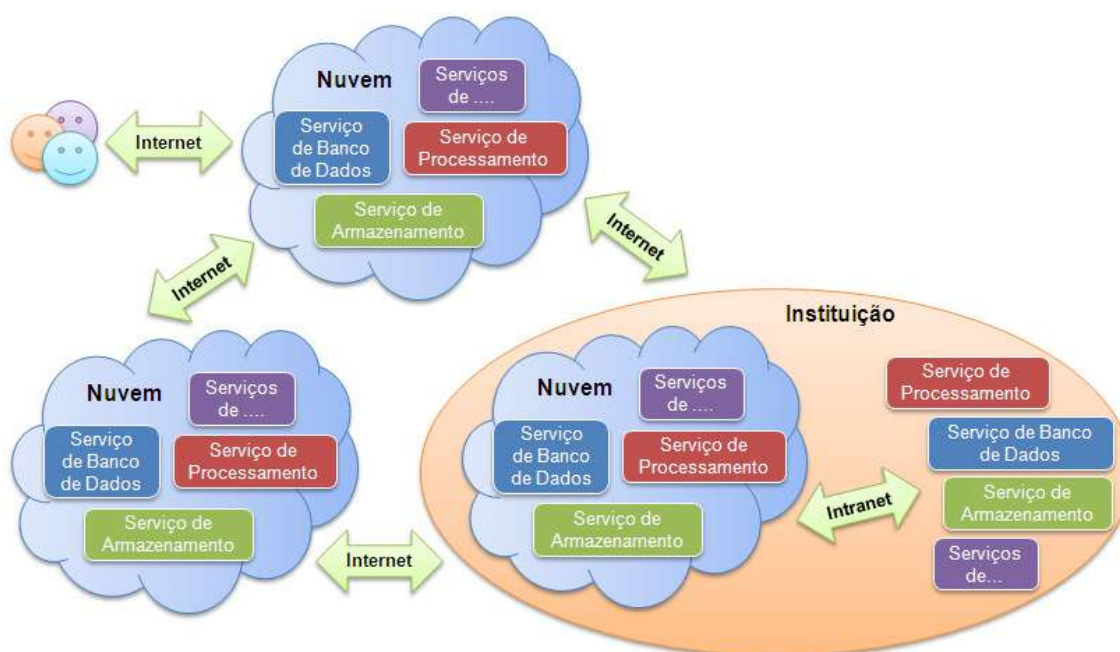 Nuvem
Serviços
de ....
Serviço
de Banco
de Dados
Serviço de
Processamento
Serviço de
Armazenamento
Internet
Internet
Internet
Nuvem
Serviços
de ....
Serviço
de Banco
de Dados
Serviço de
Processamento
Serviço de
Armazenamento
Internet
Instituição
Nuvem
Serviços
de ....
Serviço
de Banco
de Dados
Serviço de
Processamento
Serviço de
Armazenamento
Intranet
Serviço de
Processamento
Serviço de Banco
de Dados
Serviço de
Armazenamento
Serviços
de...